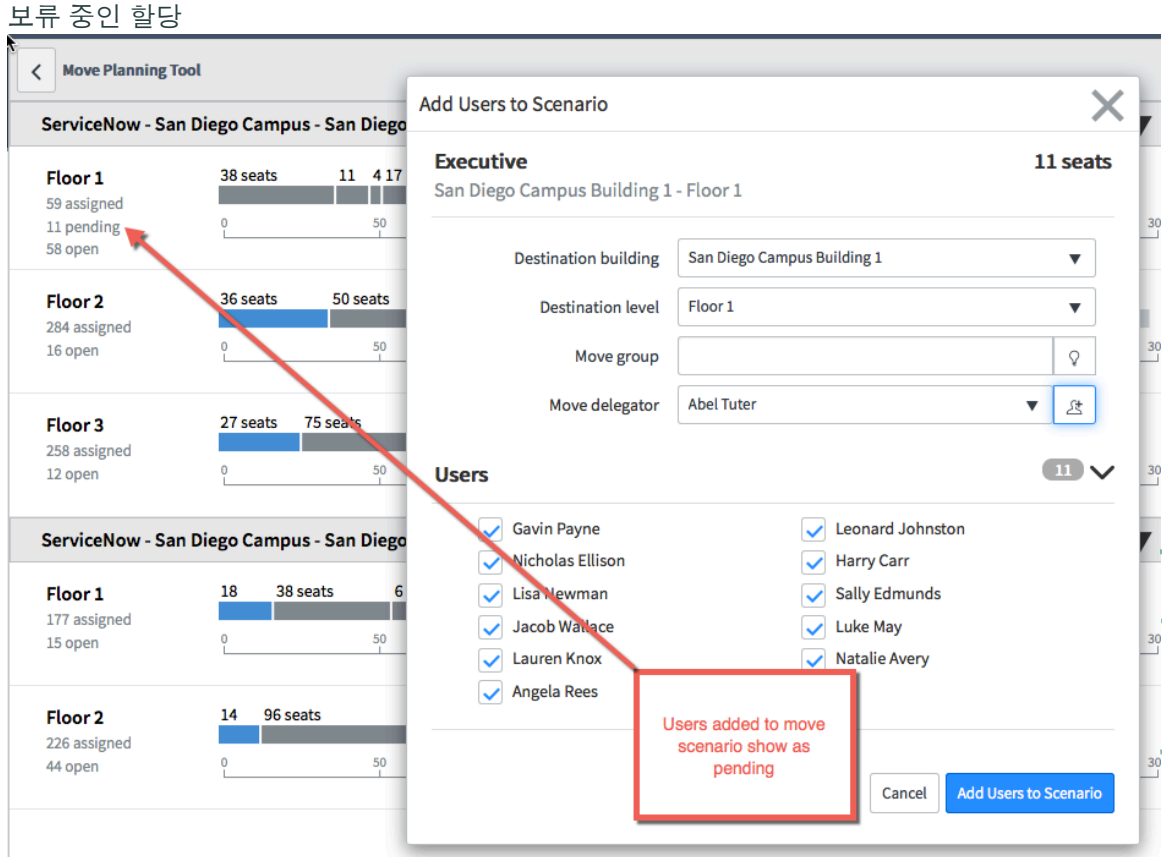 보류 중인 할당
Move Planning Tool
ServiceNow - San Diego Campus - San Diego
Floor 1
59 assigned
11 pending
58 open
38 seats 11 4 17
0 50 30
Floor 2
284 assigned
16 open
36 seats 50 seats
0 50 30
Floor 3
258 assigned
12 open
27 seats 75 seats
0 50 30
ServiceNow - San Diego Campus - San Diego
Floor 1
177 assigned
15 open
18 38 seats 6
0 50 30
Floor 2
226 assigned
44 open
14 96 seats
0 50 30
Add Users to Scenario
Executive 11 seats
San Diego Campus Building 1 - Floor 1
Destination building San Diego Campus Building 1
Destination level Floor 1
Move group
Move delegator Abel Tuter
Users 11
Gavin Payne Leonard Johnston
Nicholas Ellison Harry Carr
Lisa Newman Sally Edmunds
Jacob Wallace Luke May
Lauren Knox Natalie Avery
Angela Rees
Users added to move
scenario show as
pending
Cancel Add Users to Scenario